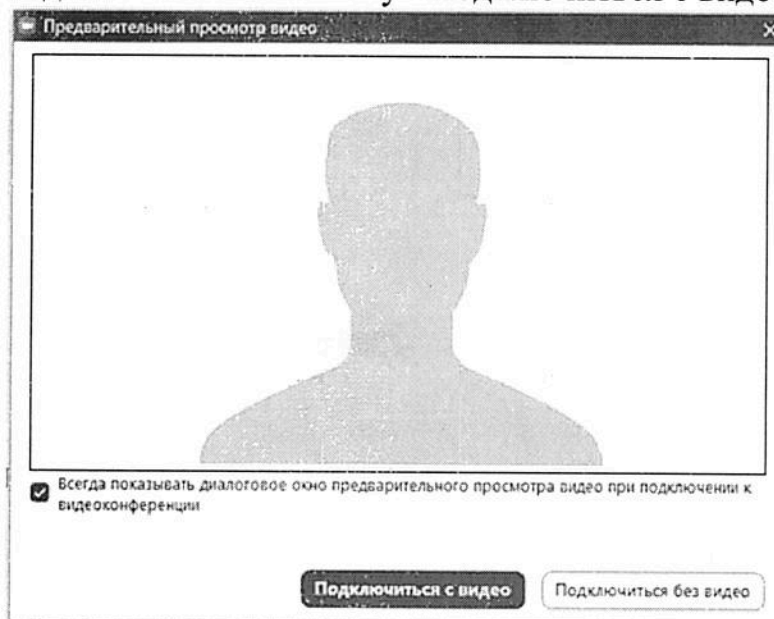 Предварительный просмотр видео
Всегда показывать диалоговое окно предварительного просмотра видео при подключении к
видеоконференции
Подключиться с видео
Подключиться без видео